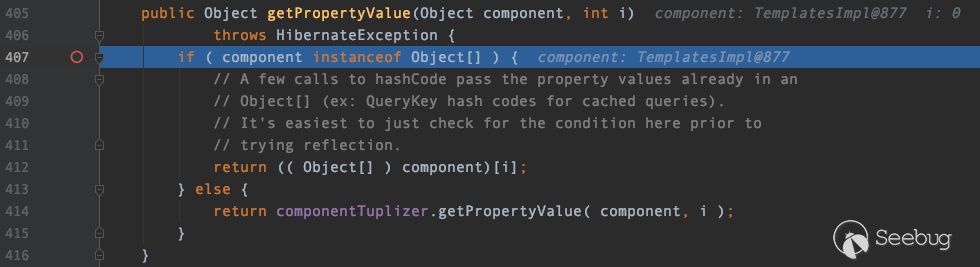 405 public Object getPropertyValue(Object component, int i) component: TemplatesImpl@877 i: 0
406 throws HibernateException {
407 if ( component instanceof Object[] ) { component: TemplatesImpl@877
408 // A few calls to hashCode pass the property values already in an
409 // Object[] (ex: QueryKey hash codes for cached queries).
410 // It's easiest to just check for the condition here prior to
411 // trying reflection.
412 return (( Object[] ) component)[i];
413 } else {
414 return componentTuplizer.getPropertyValue( component, i );
415 }
416 }
Seebug